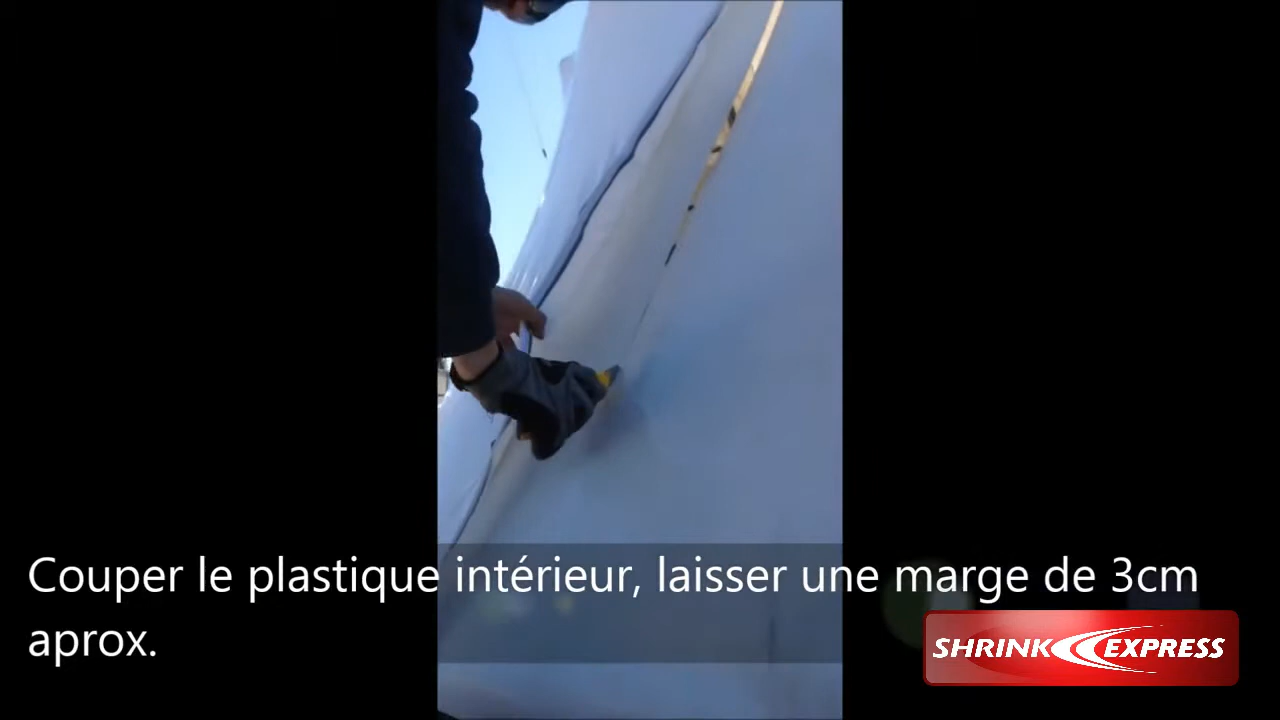 Couper le plastique intérieur, laisser une marge de 3cm
aprox.
SHRINK EXPRESS